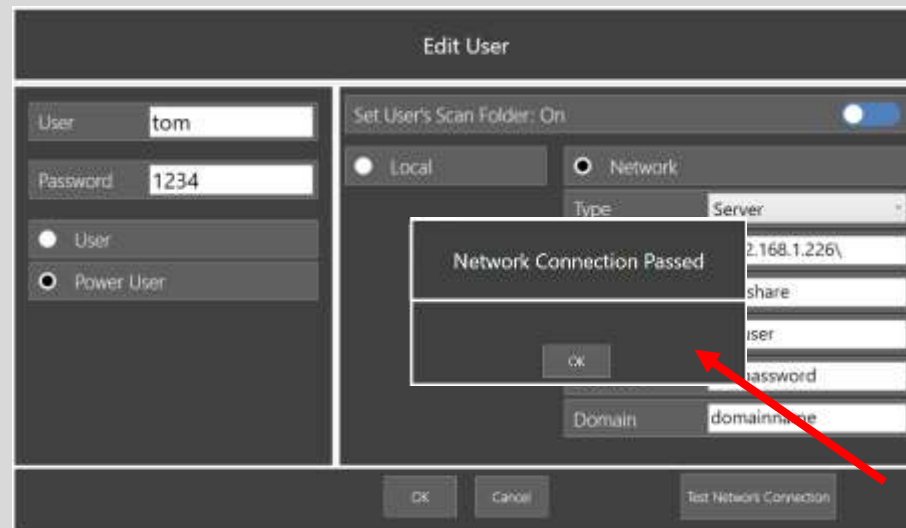 Edit User
User tom
Password 1234
User
Power User
Set User's Scan Folder: On
Local
Network
Type Server
2.168.1.226\
share
user
password
Domain domainname
Network Connection Passed
OK
OK Cancel Test Network Connection